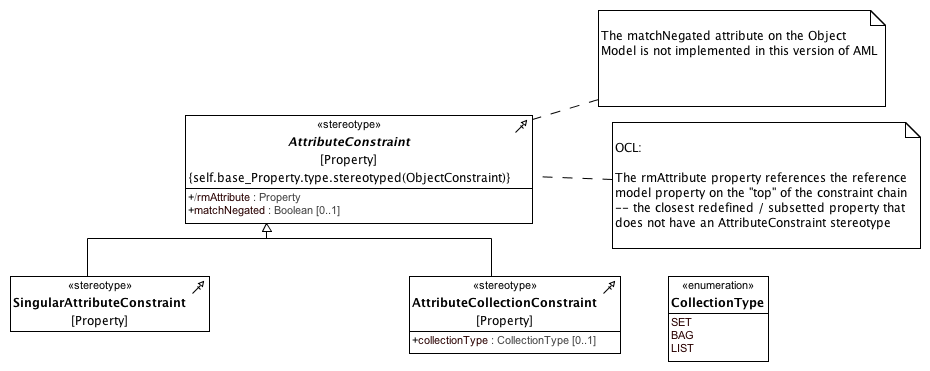 The matchNegated attribute on the Object
Model is not implemented in this version of AML
«stereotype»
AttributeConstraint
[Property]
{self.base_Property.type.stereotyped(ObjectConstraint)}
+/rmAttribute : Property
+matchNegated : Boolean [0..1]
OCL:
The rmAttribute property references the reference
model property on the "top" of the constraint chain
-- the closest redefined / subsetted property that
does not have an AttributeConstraint stereotype
«stereotype»
SingularAttributeConstraint
[Property]
«stereotype»
AttributeCollectionConstraint
[Property]
+collectionType : CollectionType [0..1]
«enumeration»
CollectionType
SET
BAG
LIST